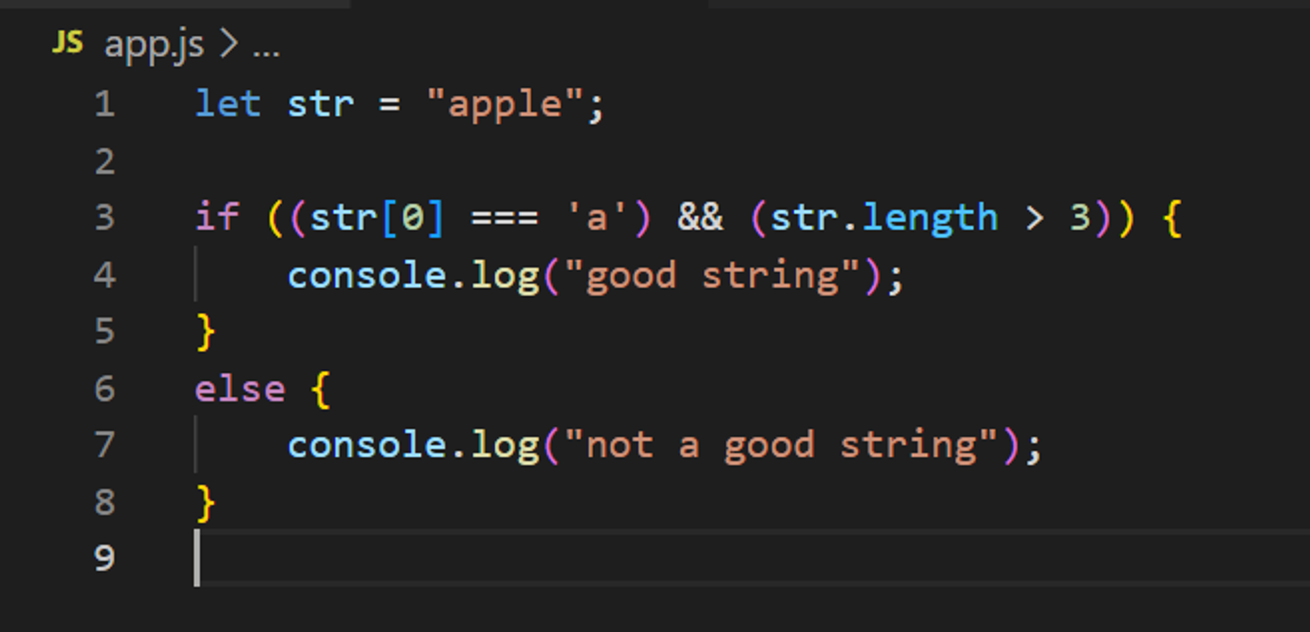 JS app.js > ...
1 let str = "apple";
2
3 if ((str[0] === 'a') && (str.length > 3)) {
4     console.log("good string");
5 }
6 else {
7     console.log("not a good string");
8 }
9